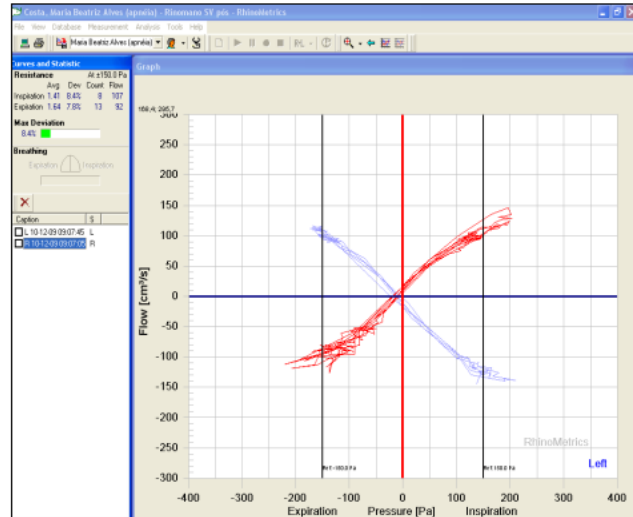 Costa, Maria Beatriz Alves (apnéia) - Rinomano SV pós - RhinoMetrics
File View Database Measurement Analysis Tools Help
Maria Beatriz Alves (apnéia)
Curves and Statistic
Resistance At ±150.0 Pa
Avg Dev Count Flow
Inspiration 1.41 8.4% 8 107
Expiration 1.64 7.8% 13 92
Max Deviation
8.4%
Breathing
Expiration Inspiration
Caption S
L 10-12-09 09:07:45 L
R 10-12-09 09:07:05 R
Graph
300
250
200
150
100
50
0
-50
-100
-150
-200
-250
-300
Flow [cm³/s]
RhinoMetrics
Left
-400 -300 -200 -100 0 100 200 300 400
Expiration Pressure [Pa] Inspiration